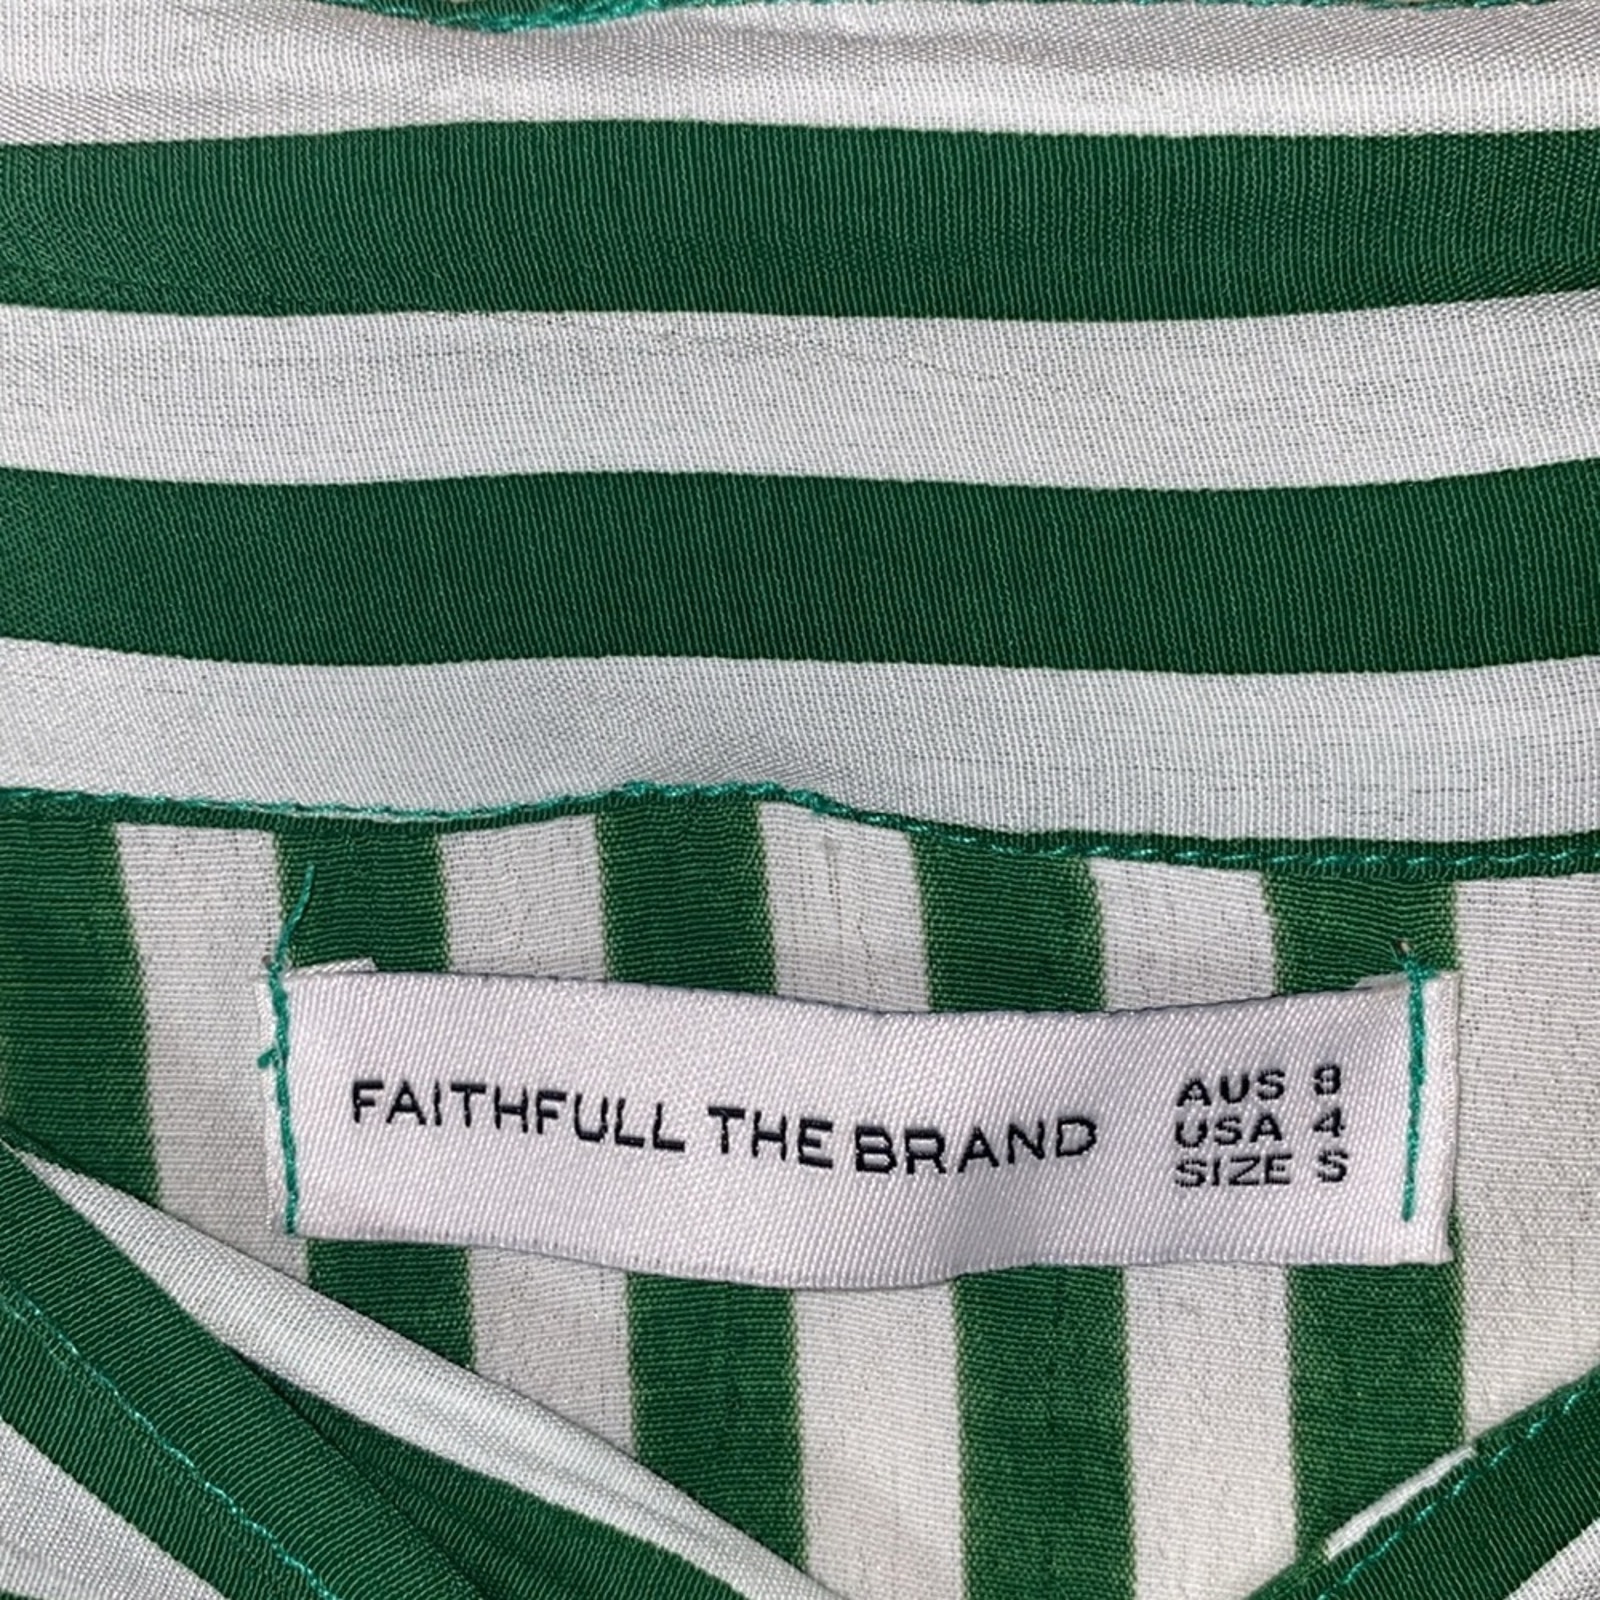 FAITHFULL THE BRAND
AUS 8
USA 4
SIZE S